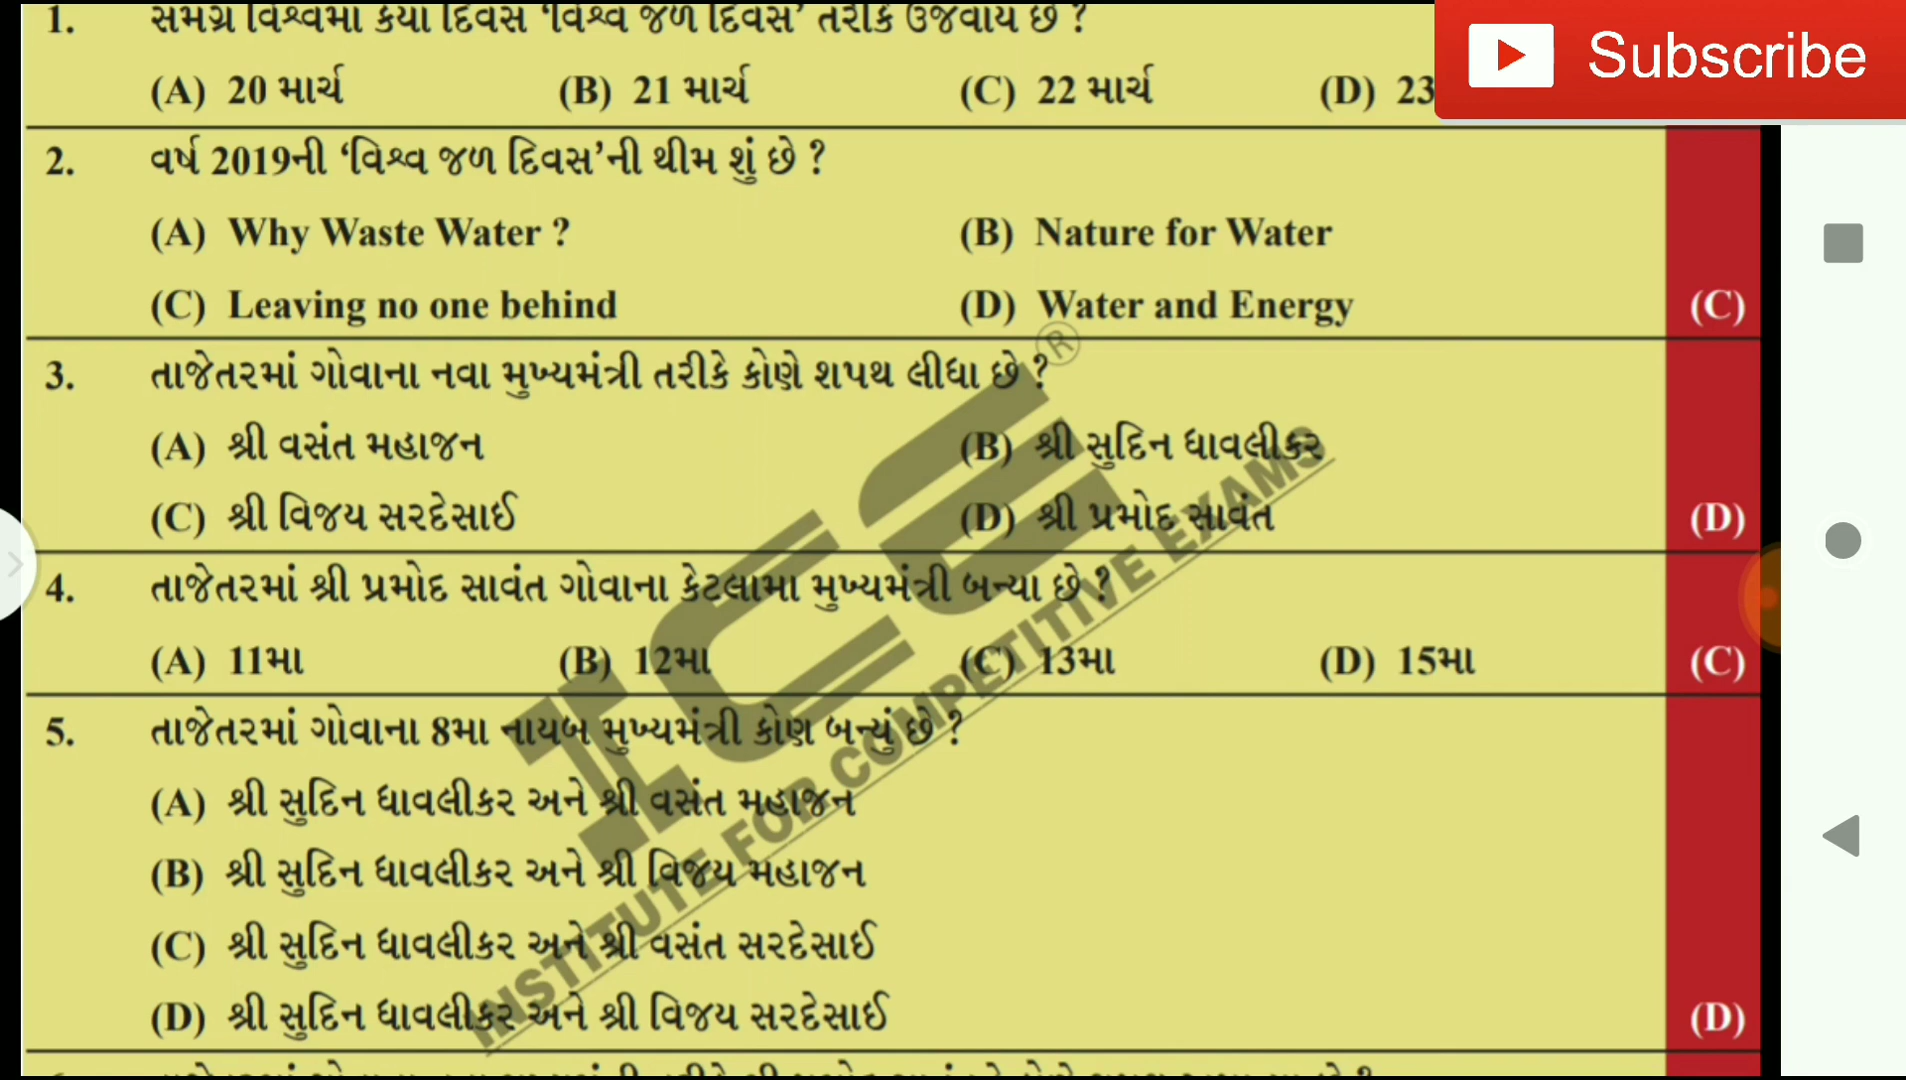 1. સમગ્ર વિશ્વમાં કયો દિવસ ‘વિશ્વ જળ દિવસ’ તરીકે ઉજવાય છે ?
Subscribe
(A) 20 માર્ચ (B) 21 માર્ચ (C) 22 માર્ચ (D) 23
2. વર્ષ 2019ની ‘વિશ્વ જળ દિવસ’ની થીમ શું છે ?
(A) Why Waste Water ? (B) Nature for Water
(C) Leaving no one behind (D) Water and Energy (C)
3. તાજેતરમાં ગોવાના નવા મુખ્યમંત્રી તરીકે કોણે શપથ લીધા છે ?
(A) શ્રી વસંત મહાજન (B) શ્રી સુદિન ધાવલીકર
(C) શ્રી વિજય સરદેસાઈ (D) શ્રી પ્રમોદ સાવંત (D)
4. તાજેતરમાં શ્રી પ્રમોદ સાવંત ગોવાના કેટલામા મુખ્યમંત્રી બન્યા છે ?
(A) 11મા (B) 12મા (C) 13મા (D) 15મા (C)
5. તાજેતરમાં ગોવાના 8મા નાયબ મુખ્યમંત્રી કોણ બન્યું છે ?
(A) શ્રી સુદિન ધાવલીકર અને શ્રી વસંત મહાજન
(B) શ્રી સુદિન ધાવલીકર અને શ્રી વિજય મહાજન
(C) શ્રી સુદિન ધાવલીકર અને શ્રી વસંત સરદેસાઈ
(D) શ્રી સુદિન ધાવલીકર અને શ્રી વિજય સરદેસાઈ (D)
ICE ®
INSTITUTE FOR COMPETITIVE EXAMS